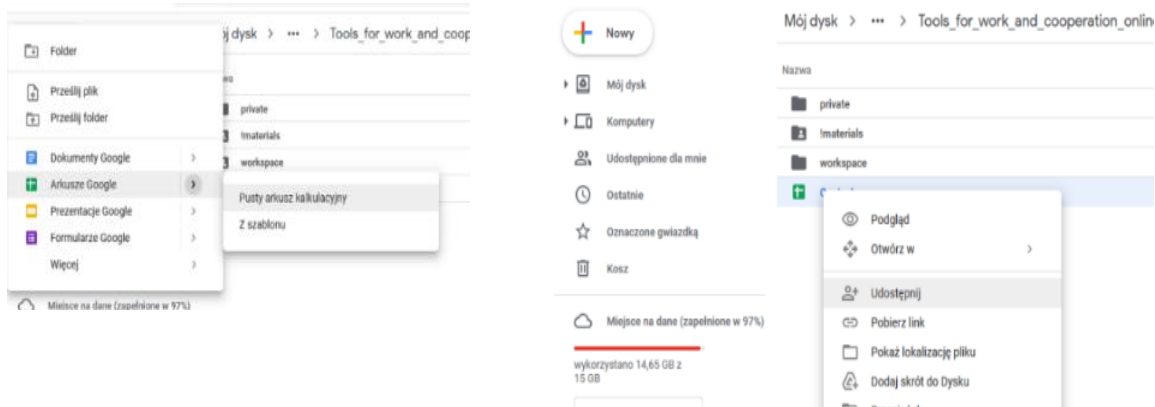 Folder
Prześlij plik
Prześlij folder
Dokumenty Google
Arkusze Google
Prezentacje Google
Formularze Google
Więcej
Miejsce na dane (zapełnione w 97%)
j dysk > ••• > Tools_for_work_and_coop
private
!materials
workspace
Pusty arkusz kalkulacyjny
Z szablonu
Nowy
Mój dysk
Komputery
Udostępnione dla mnie
Ostatnie
Oznaczone gwiazdką
Kosz
Miejsce na dane (zapełnione w 97%)
wykorzystano 14,65 GB z
15 GB
Mój dysk > ••• > Tools_for_work_and_cooperation_onlin
Nazwa
private
!materials
workspace
Podgląd
Otwórz w
Udostępnij
Pobierz link
Pokaż lokalizację pliku
Dodaj skrót do Dysku